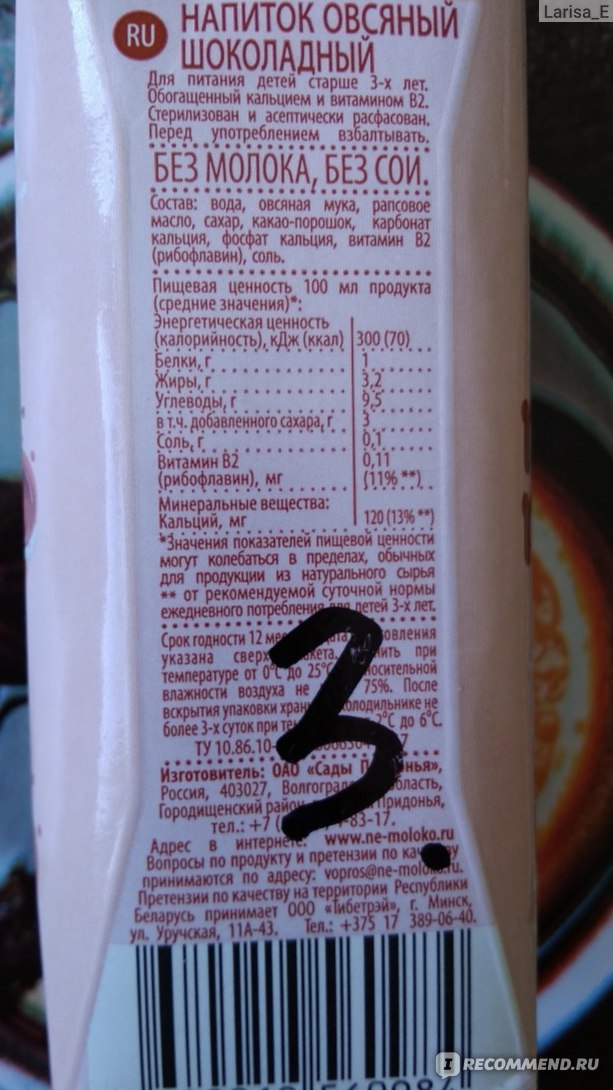 Larisa_E
RU
НАПИТОК ОВСЯНЫЙ
ШОКОЛАДНЫЙ
Для питания детей старше 3-х лет.
Обогащенный кальцием и витамином В2.
Стерилизован и асептически расфасован.
Перед употреблением взбалтывать.
БЕЗ МОЛОКА, БЕЗ СОИ.
Состав: вода, овсяная мука, рапсовое
масло, сахар, какао-порошок, карбонат
кальция, фосфат кальция, витамин В2
(рибофлавин), соль.
Пищевая ценность 100 мл продукта
(средние значения)*:
Энергетическая ценность
(калорийность), кДж (ккал) 300 (70)
Белки, г 1
Жиры, г 3,2
Углеводы, г 9,5
в т.ч. добавленного сахара, г 3
Соль, г 0,1
Витамин В2 0,11
(рибофлавин), мг (11% **)
Минеральные вещества:
Кальций, мг 120 (13% **)
*Значения показателей пищевой ценности
могут колебаться в пределах, обычных
для продукции из натурального сырья
** от рекомендуемой суточной нормы
ежедневного потребления для детей 3-х лет.
Срок годности 12
указана при
температуре от 0°С до 25°С
влажности воздуха не 75%. После
вскрытия упаковки холодильнике не
более 3-х суток при до 6°С.
ТУ 10.86.10-
3.
Изготовитель: ОАО «Сады
Россия, 403027,
Городищенский Придонья,
тел.: +7 -83-17.
Адрес в интернете: www.ne-moloko.ru
Вопросы по продукту и претензии по
принимаются по адресу: vopros@ne-moloko.ru.
Претензии по качеству на территории Республики
Беларусь принимает ООО «Тибетрэй», г. Минск,
ул. Уручская, 11А-43. Тел.: +375 17 389-06-40.
IRECOMMEND.RU